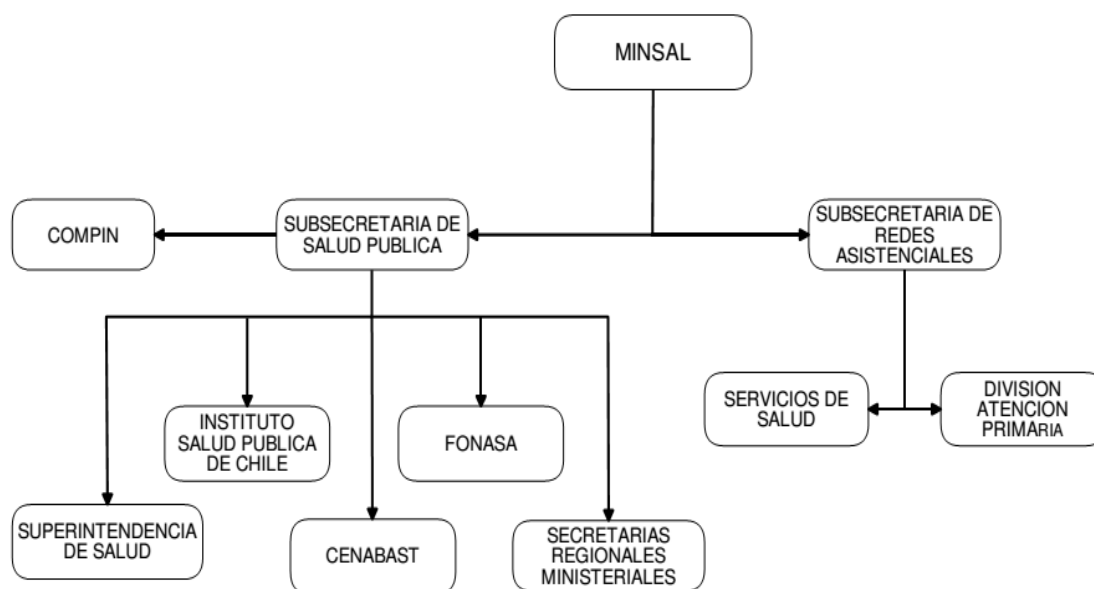 MINSAL
COMPIN
SUBSECRETARIA DE
SALUD PUBLICA
SUBSECRETARIA DE
REDES
ASISTENCIALES
SERVICIOS DE
SALUD
DIVISION
ATENCION
PRIMARIA
INSTITUTO
SALUD PUBLICA
DE CHILE
FONASA
SUPERINTENDENCIA
DE SALUD
CENABAST
SECRETARIAS
REGIONALES
MINISTERIALES